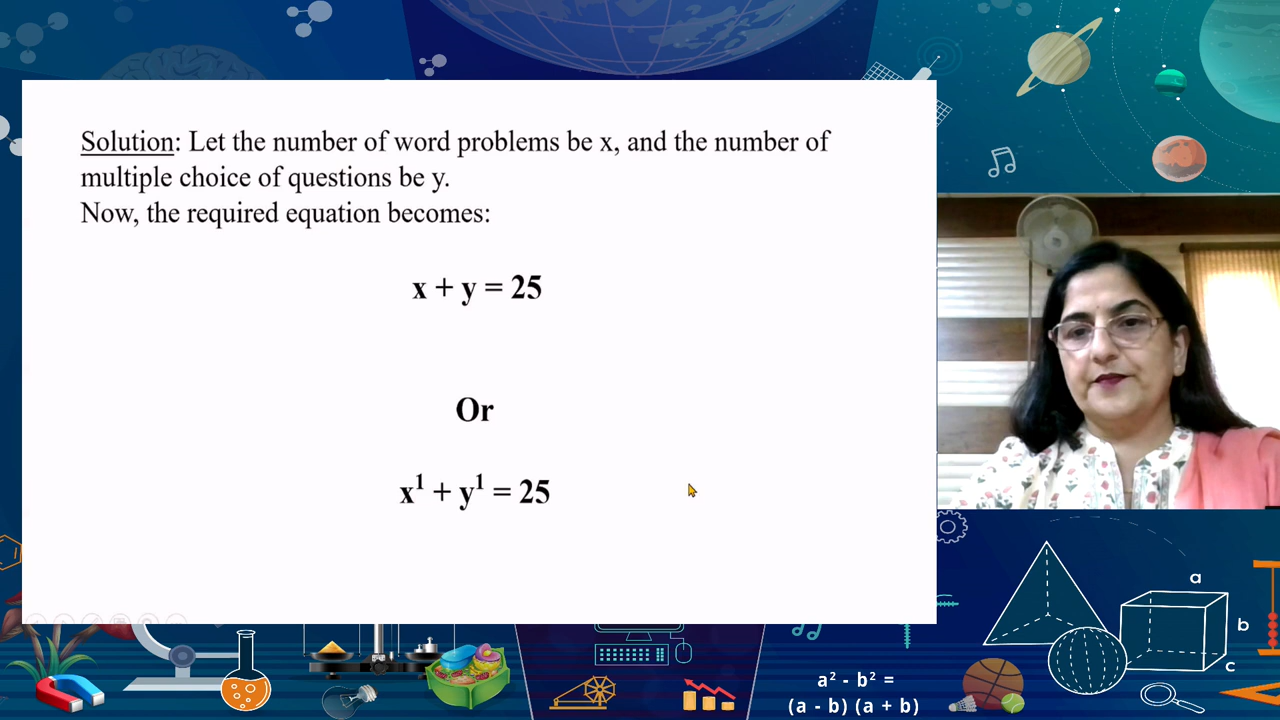 Solution: Let the number of word problems be x, and the number of
multiple choice of questions be y.
Now, the required equation becomes:
x + y = 25
Or
x¹ + y¹ = 25
a
b
c
a² - b² =
(a - b) (a + b)